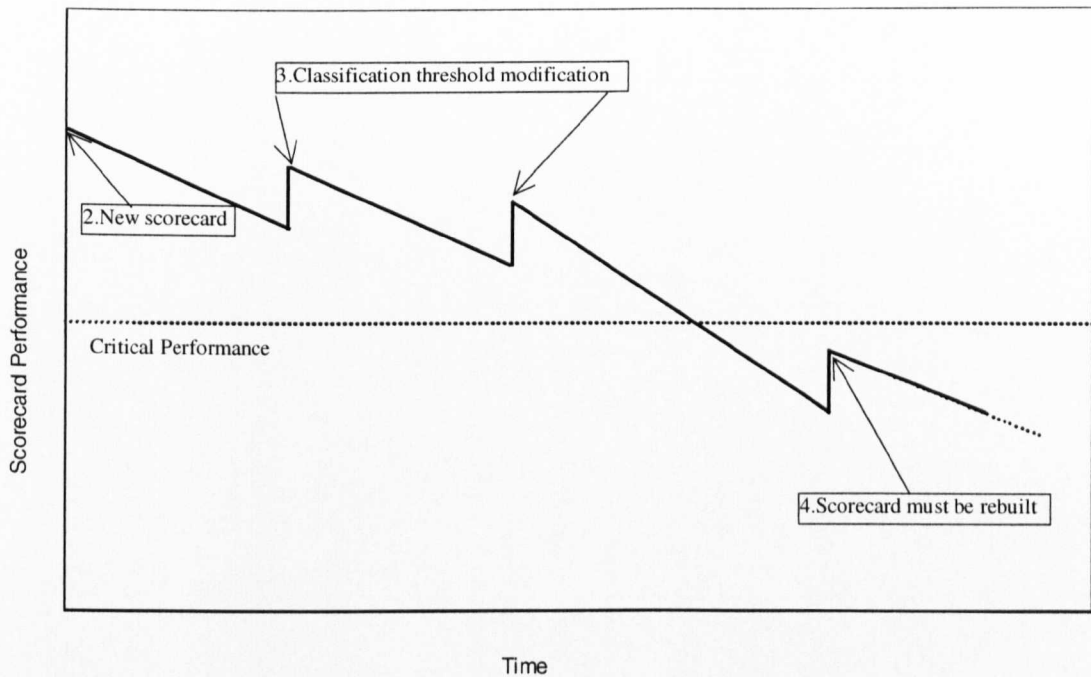 3.Classification threshold modification
2.New scorecard
Scorecard Performance
Critical Performance
4.Scorecard must be rebuilt
Time